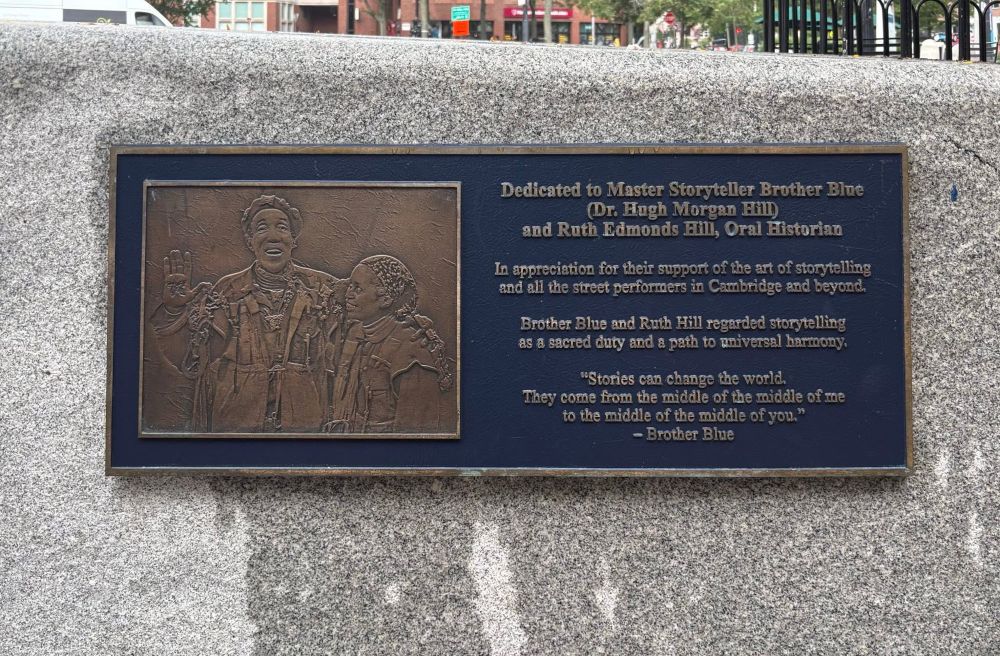 Dedicated to Master Storyteller Brother Blue
(Dr. Hugh Morgan Hill)
and Ruth Edmonds Hill, Oral Historian
In appreciation for their support of the art of storytelling
and all the street performers in Cambridge and beyond.
Brother Blue and Ruth Hill regarded storytelling
as a sacred duty and a path to universal harmony.
“Stories can change the world.
They come from the middle of the middle of me
to the middle of the middle of you.”
– Brother Blue